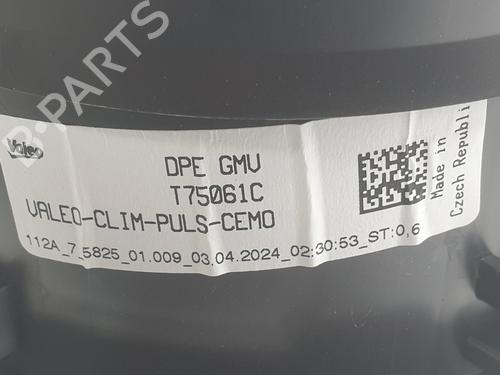 B-PARTS
Valeo
DPE GMV
T75061C
VALEO-CLIM-PULS-CEMO
112A_7_5825_01.009_03.04.2024_02:30:53_ST:0,6
Made in
Czech Republi